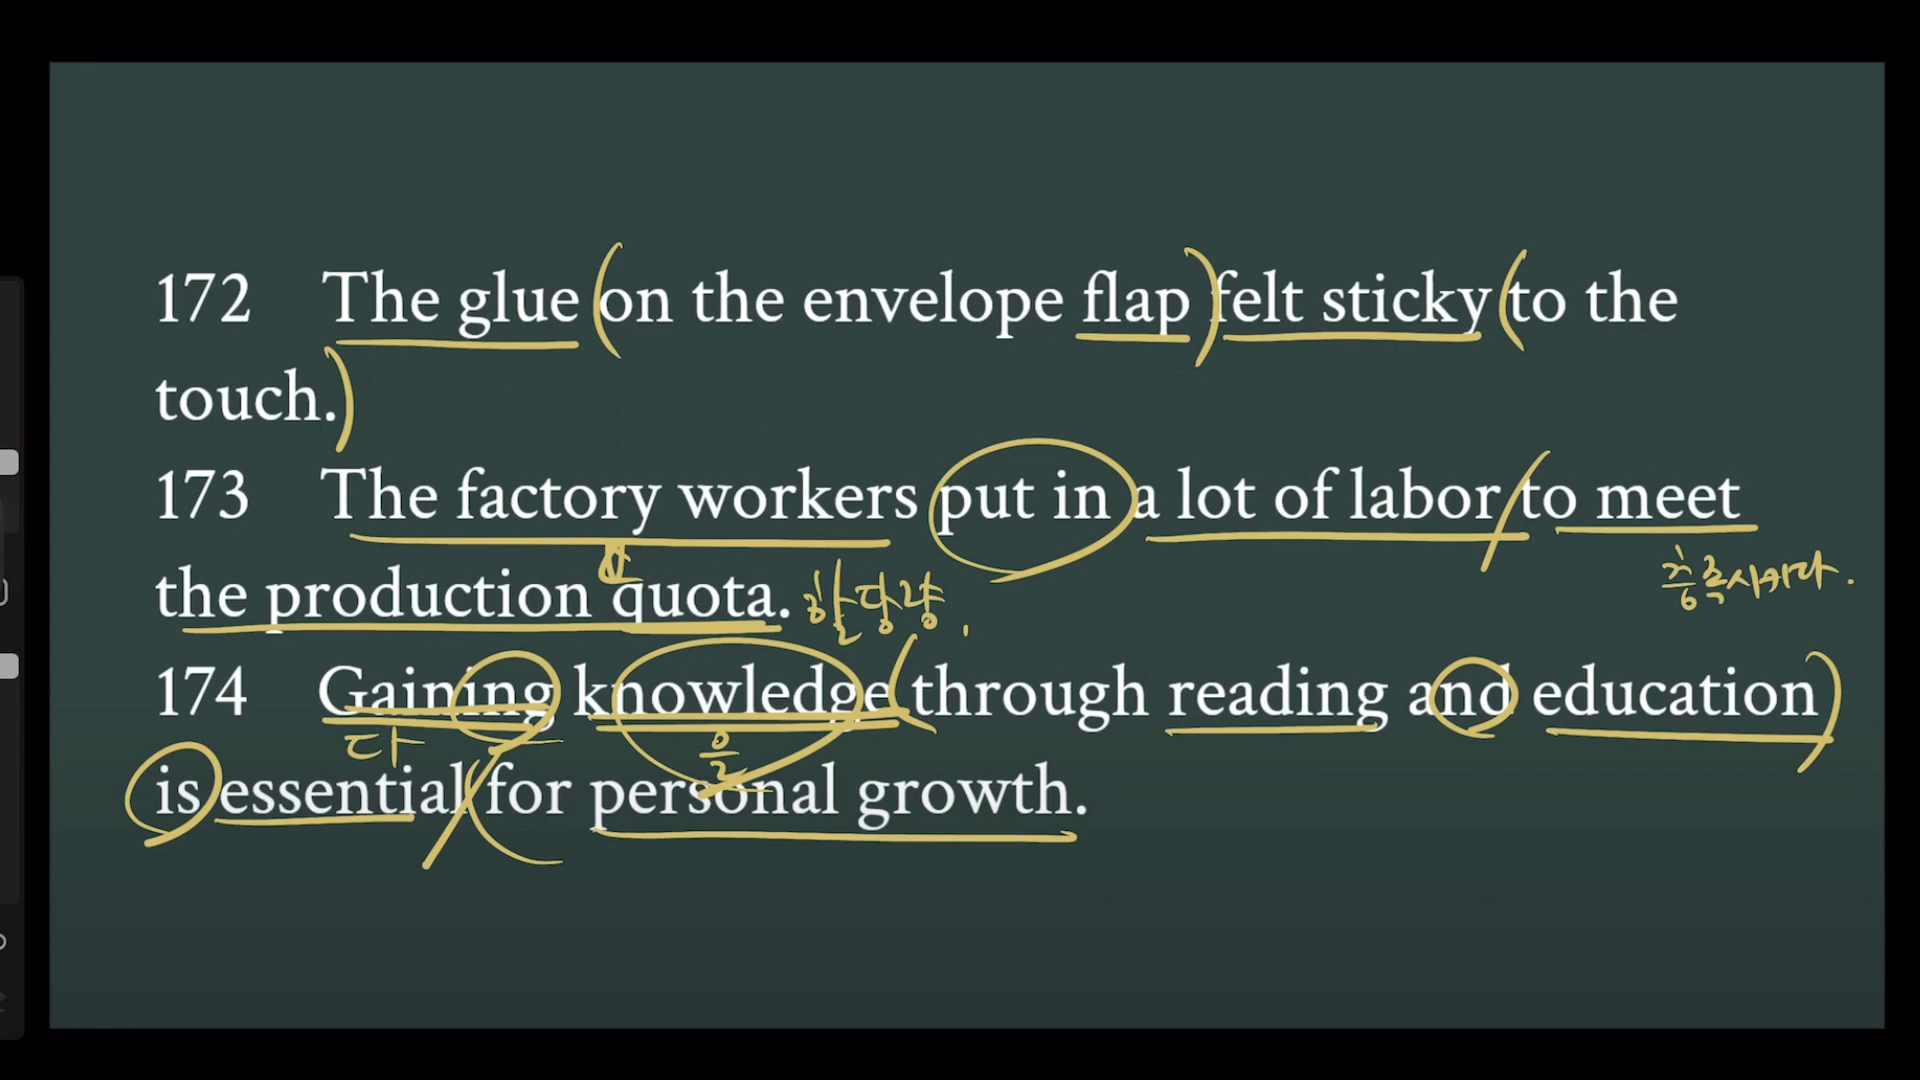 172 The glue (on the envelope flap) felt sticky (to the
touch.)
173 The factory workers put in a lot of labor / to meet
충족시키다.
the production quota. 할당량.
174 Gaining knowledge (through reading and education)
다 을
is essential / (for personal growth.